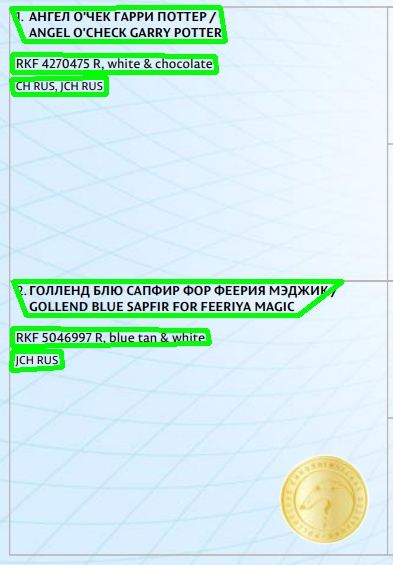 1. АНГЕЛ О'ЧЕК ГАРРИ ПОТТЕР /
ANGEL O'CHECK GARRY POTTER
RKF 4270475 R, white & chocolate
CH RUS, JCH RUS
2. ГОЛЛЕНД БЛЮ САПФИР ФОР ФЕЕРИЯ МЭДЖИК /
GOLLEND BLUE SAPFIR FOR FEERIYA MAGIC
RKF 5046997 R, blue tan & white
JCH RUS